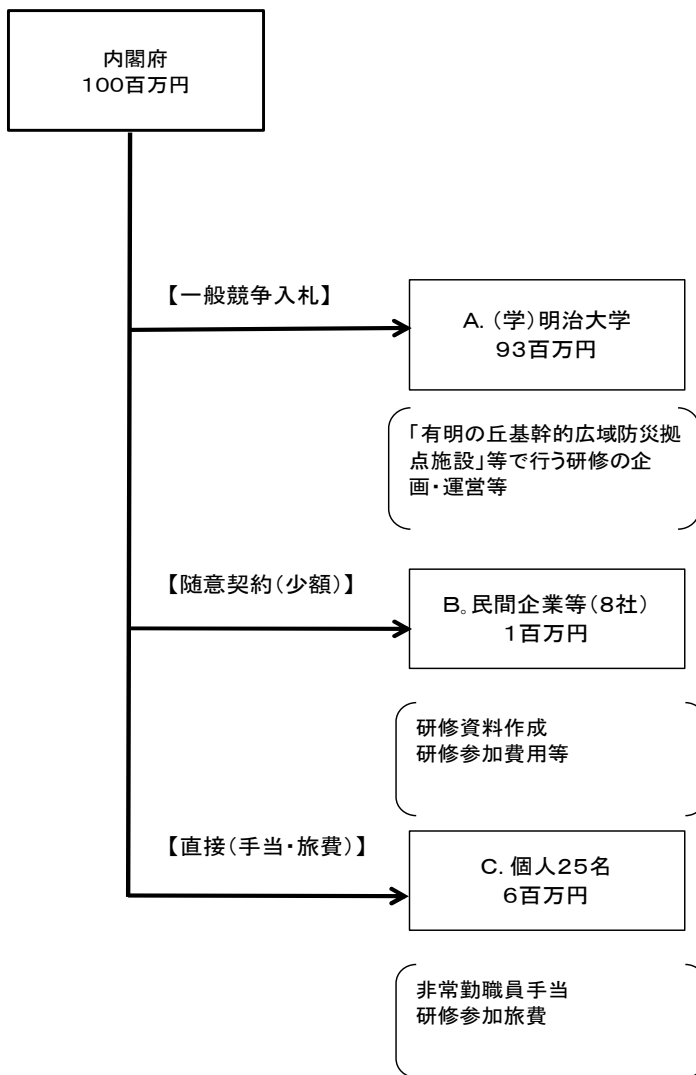 内閣府
100百万円
【一般競争入札】
A.（学）明治大学
93百万円
「有明の丘基幹的広域防災拠
点施設」等で行う研修の企
画・運営等
【随意契約（少額）】
B。民間企業等（8社）
1百万円
研修資料作成
研修参加費用等
【直接（手当・旅費）】
C. 個人25名
6百万円
非常勤職員手当
研修参加旅費